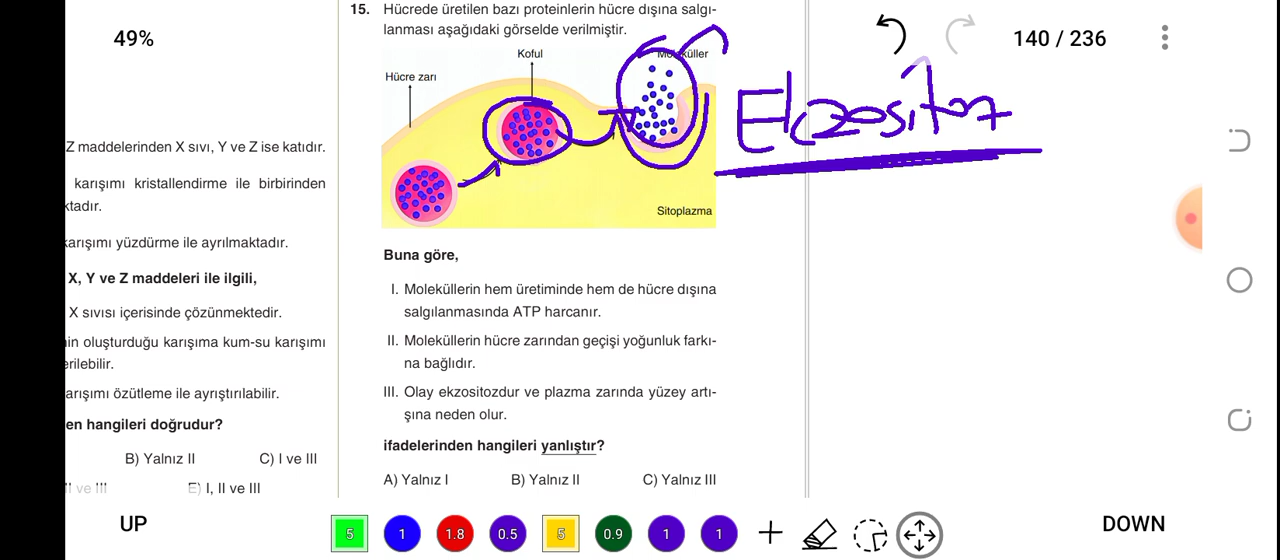 49%
140 / 236
Z maddelerinden X sıvı, Y ve Z ise katıdır.
karışımı kristallendirme ile birbirinden
ktadır.
karışımı yüzdürme ile ayrılmaktadır.
X, Y ve Z maddeleri ile ilgili,
X sıvısı içerisinde çözünmektedir.
nin oluşturduğu karışıma kum-su karışımı
erilebilir.
arışımı özütleme ile ayrıştırılabilir.
en hangileri doğrudur?
B) Yalnız II C) I ve III
II ve III E) I, II ve III
15. Hücrede üretilen bazı proteinlerin hücre dışına salgı-
lanması aşağıdaki görselde verilmiştir.
Koful
Moleküller
Hücre zarı
Ekzositoz
Sitoplazma
Buna göre,
I. Moleküllerin hem üretiminde hem de hücre dışına
salgılanmasında ATP harcanır.
II. Moleküllerin hücre zarından geçişi yoğunluk farkı-
na bağlıdır.
III. Olay ekzositozdur ve plazma zarında yüzey artı-
şına neden olur.
ifadelerinden hangileri yanlıştır?
A) Yalnız I B) Yalnız II C) Yalnız III
UP
5 1 1.8 0.5 5 0.9 1 1
DOWN